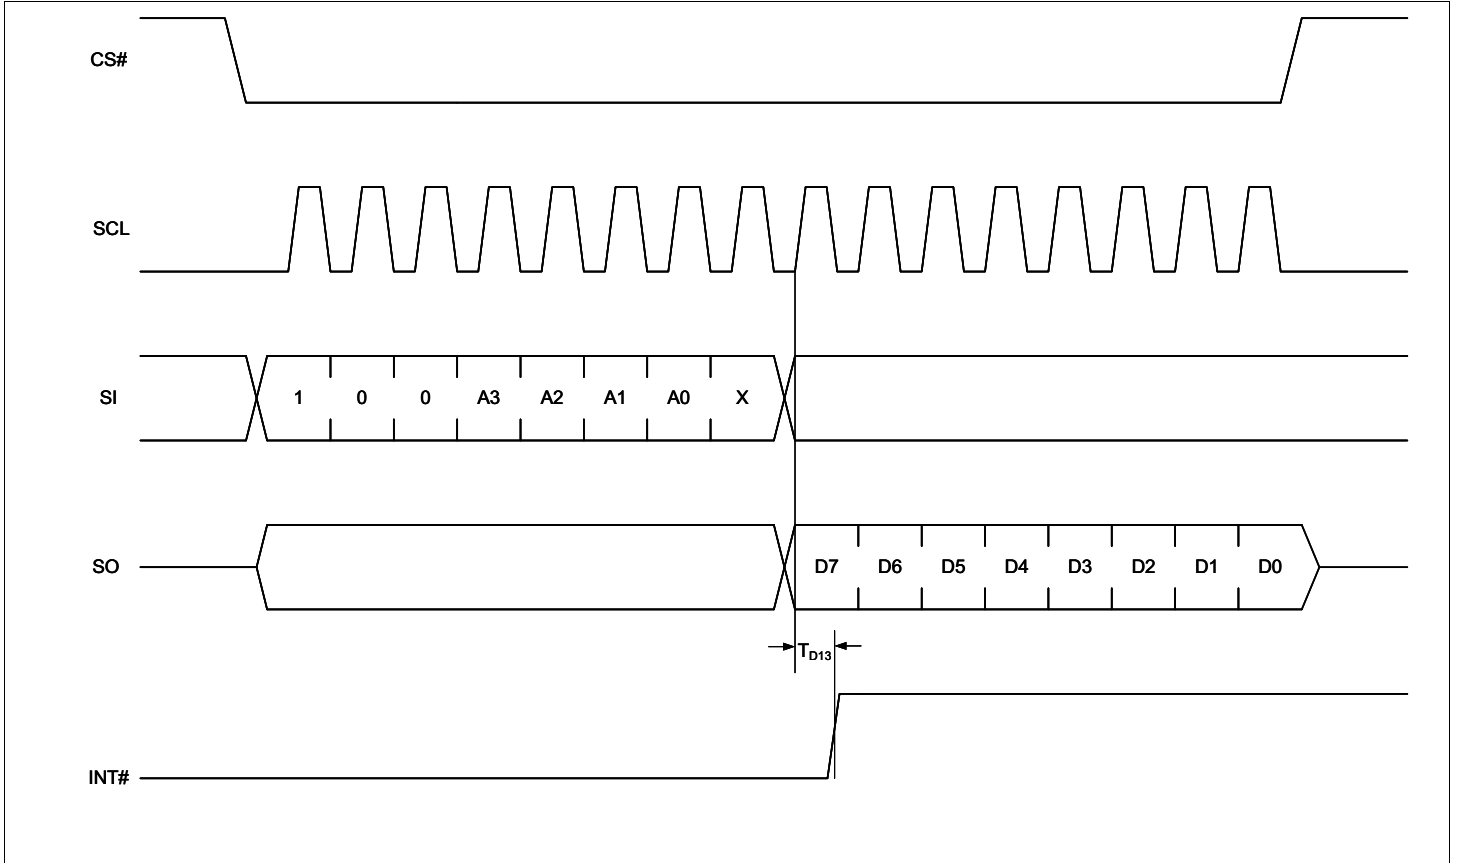 CS#
SCL
SI 1 0 0 A3 A2 A1 A0 X
SO D7 D6 D5 D4 D3 D2 D1 D0
TD13
INT#